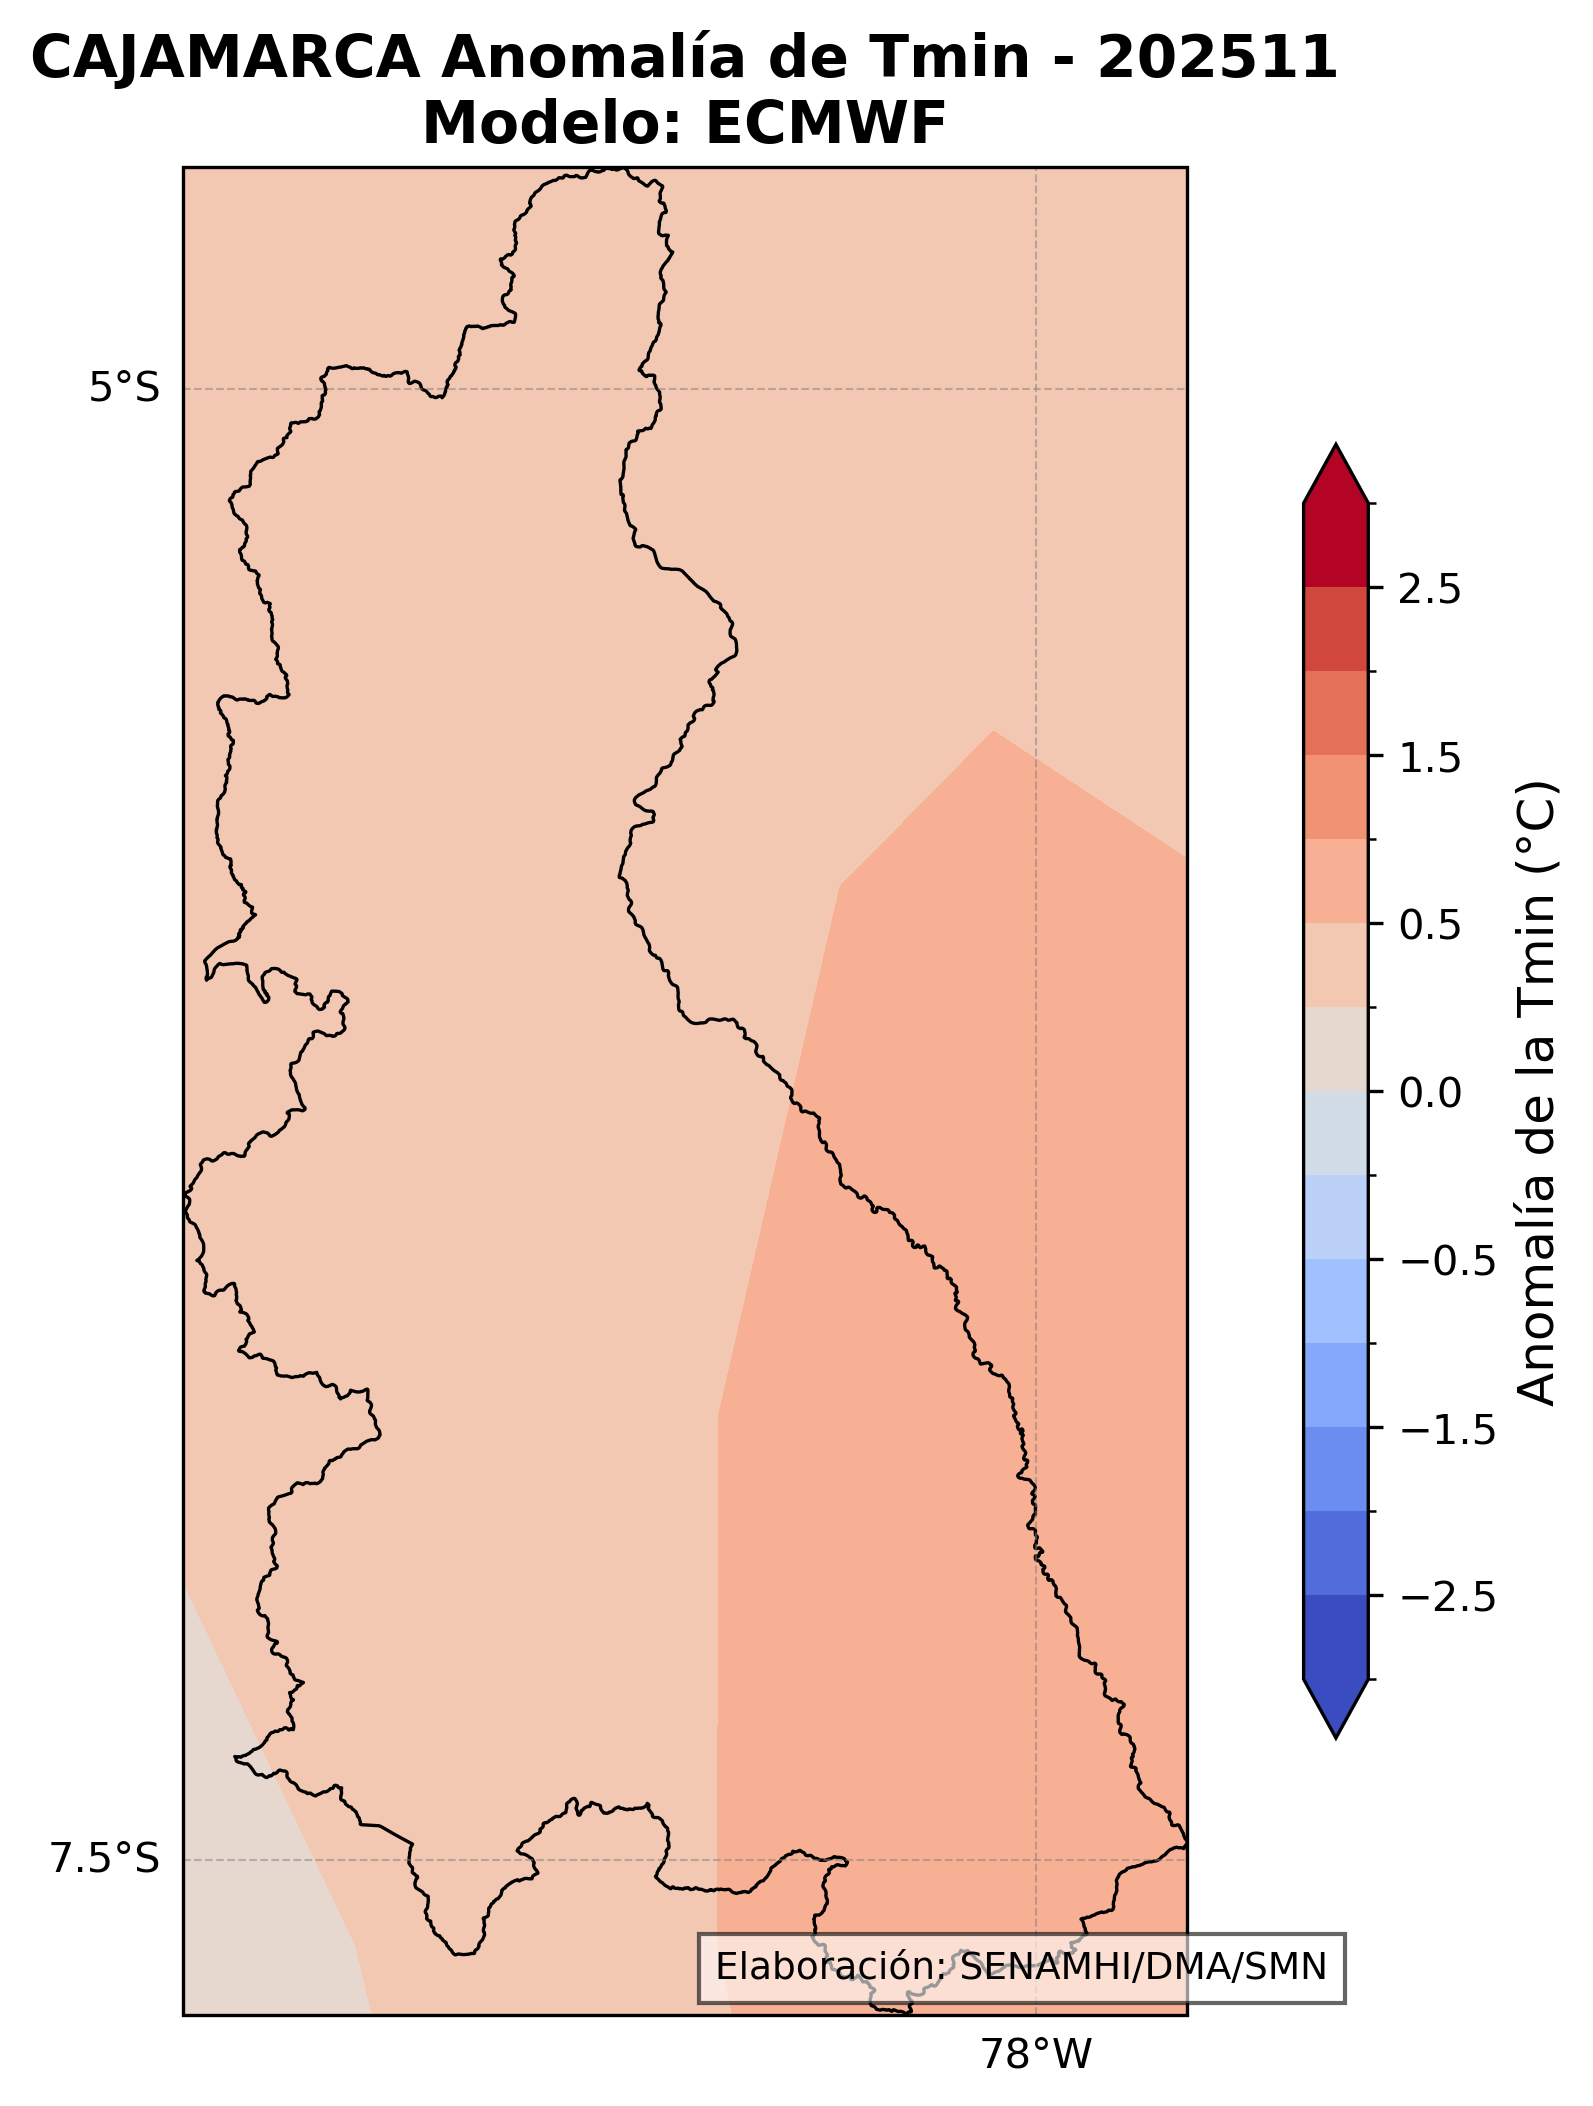 CAJAMARCA Anomalía de Tmin - 202511
Modelo: ECMWF
5°S
7.5°S
78°W
2.5
1.5
0.5
0.0
−0.5
−1.5
−2.5
Anomalía de la Tmin (°C)
Elaboración: SENAMHI/DMA/SMN